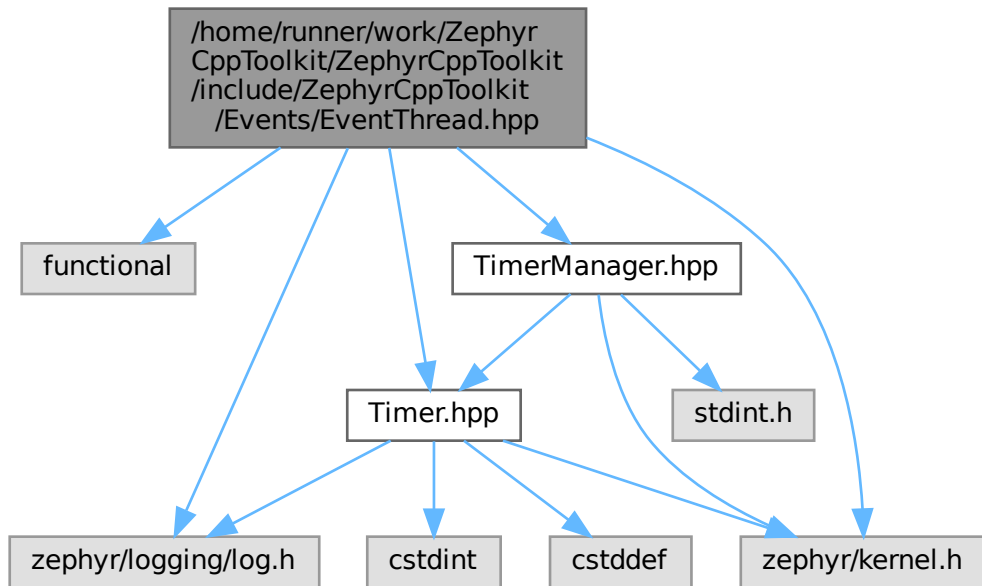 /home/runner/work/Zephyr
CppToolkit/ZephyrCppToolkit
/include/ZephyrCppToolkit
/Events/EventThread.hpp
functional
TimerManager.hpp
Timer.hpp
stdint.h
zephyr/logging/log.h
cstdint
cstddef
zephyr/kernel.h